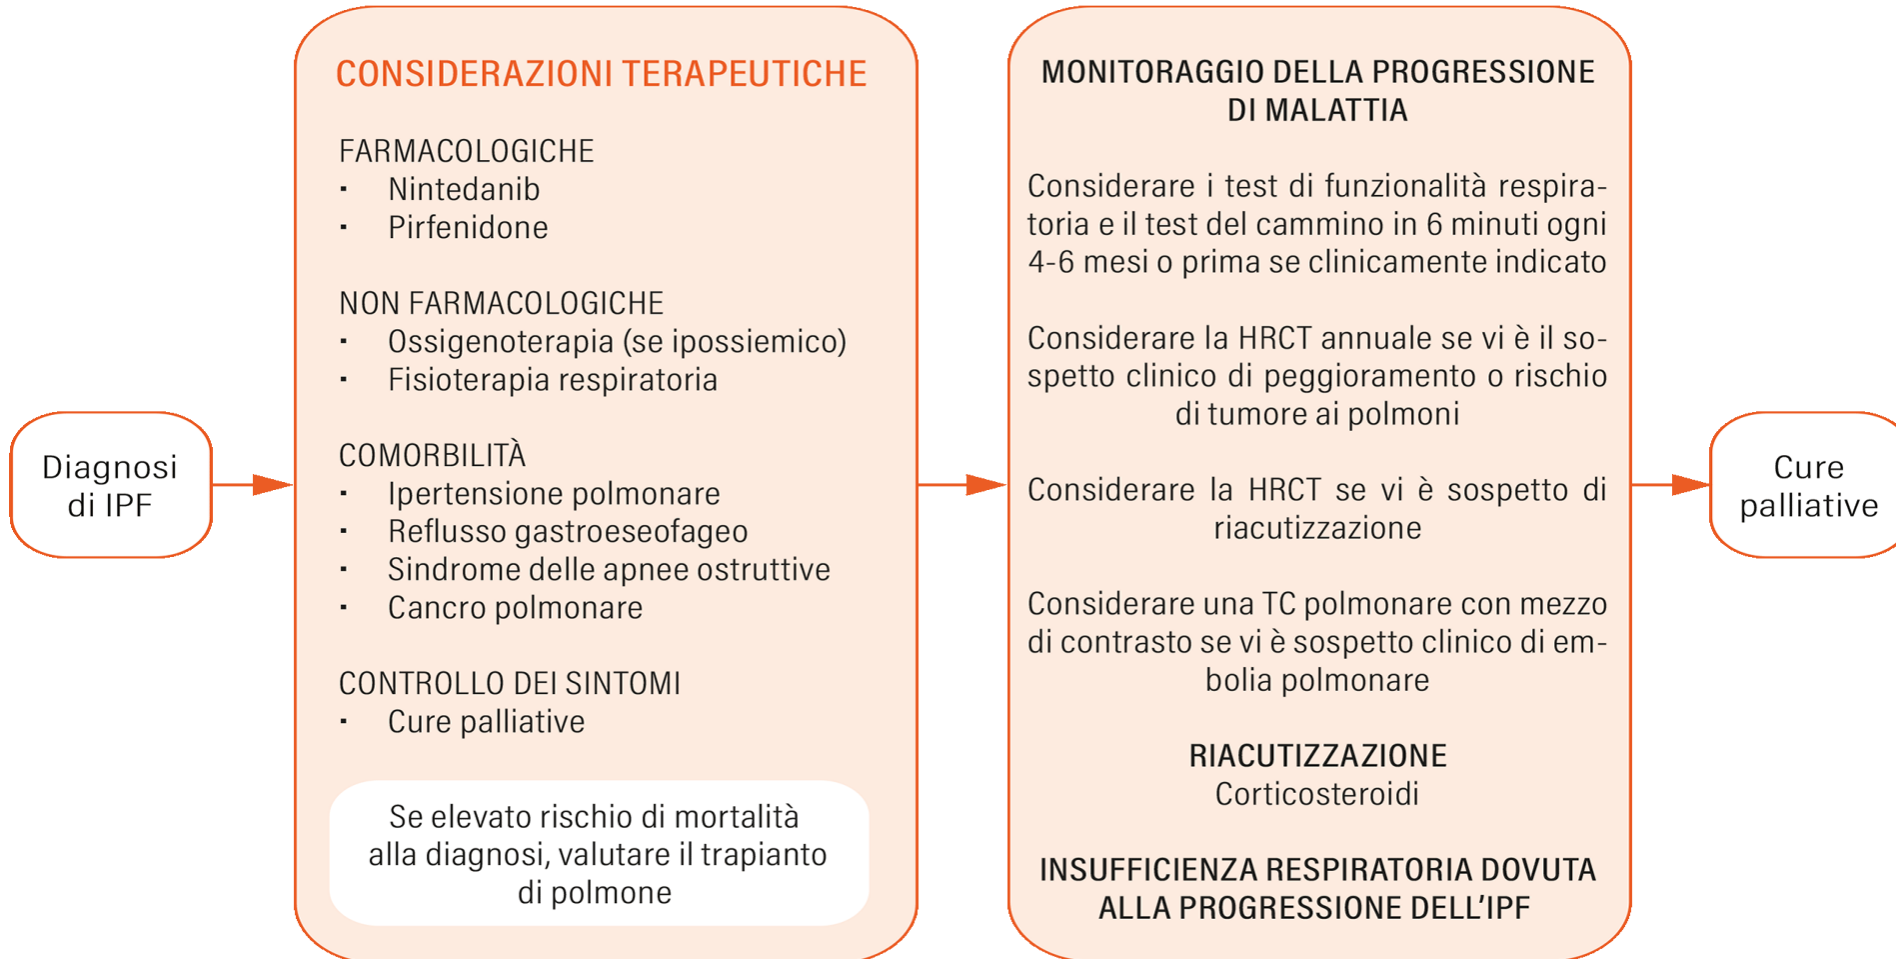 Diagnosi
di IPF
CONSIDERAZIONI TERAPEUTICHE
FARMACOLOGICHE
· Nintedanib
· Pirfenidone
NON FARMACOLOGICHE
· Ossigenoterapia (se ipossiemico)
· Fisioterapia respiratoria
COMORBILITÀ
· Ipertensione polmonare
· Reflusso gastroeseofageo
· Sindrome delle apnee ostruttive
· Cancro polmonare
CONTROLLO DEI SINTOMI
· Cure palliative
Se elevato rischio di mortalità
alla diagnosi, valutare il trapianto
di polmone
MONITORAGGIO DELLA PROGRESSIONE
DI MALATTIA
Considerare i test di funzionalità respira-
toria e il test del cammino in 6 minuti ogni
4-6 mesi o prima se clinicamente indicato
Considerare la HRCT annuale se vi è il so-
spetto clinico di peggioramento o rischio
di tumore ai polmoni
Considerare la HRCT se vi è sospetto di
riacutizzazione
Considerare una TC polmonare con mezzo
di contrasto se vi è sospetto clinico di em-
bolia polmonare
RIACUTIZZAZIONE
Corticosteroidi
INSUFFICIENZA RESPIRATORIA DOVUTA
ALLA PROGRESSIONE DELL’IPF
Cure
palliative